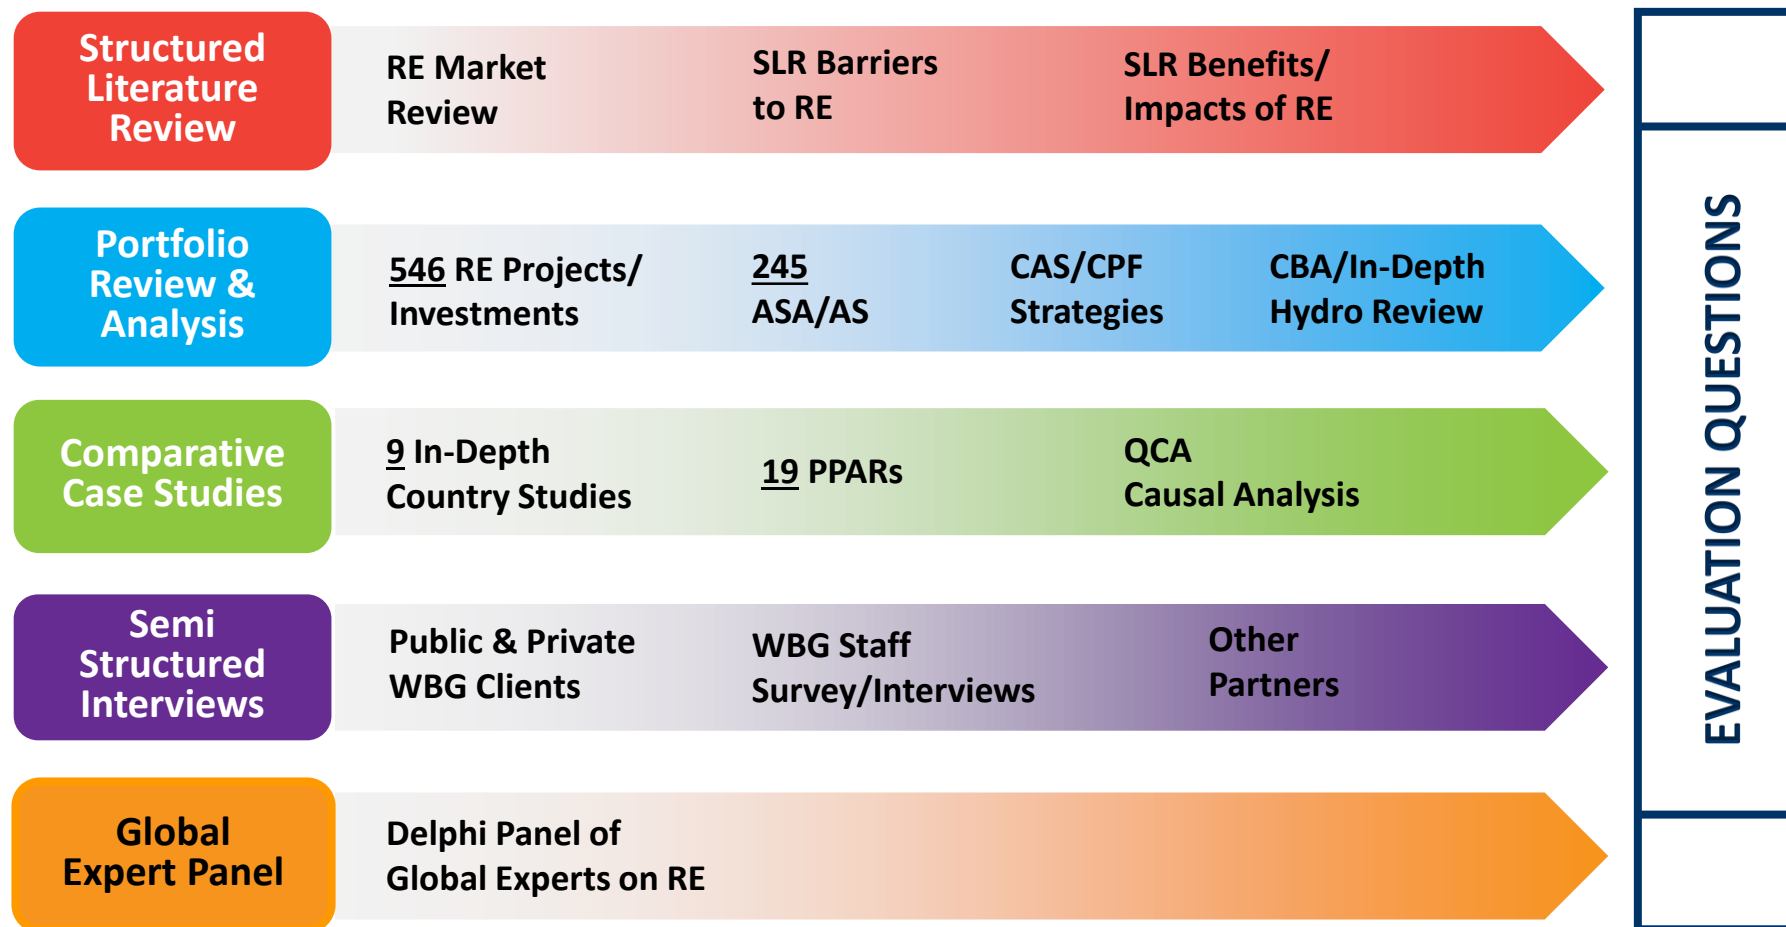 Structured
Literature
Review
RE Market
Review
SLR Barriers
to RE
SLR Benefits/
Impacts of RE
Portfolio
Review &
Analysis
546 RE Projects/
Investments
245
ASA/AS
CAS/CPF
Strategies
CBA/In-Depth
Hydro Review
Comparative
Case Studies
9 In-Depth
Country Studies
19 PPARs
QCA
Causal Analysis
Semi
Structured
Interviews
Public & Private
WBG Clients
WBG Staff
Survey/Interviews
Other
Partners
Global
Expert Panel
Delphi Panel of
Global Experts on RE
EVALUATION QUESTIONS